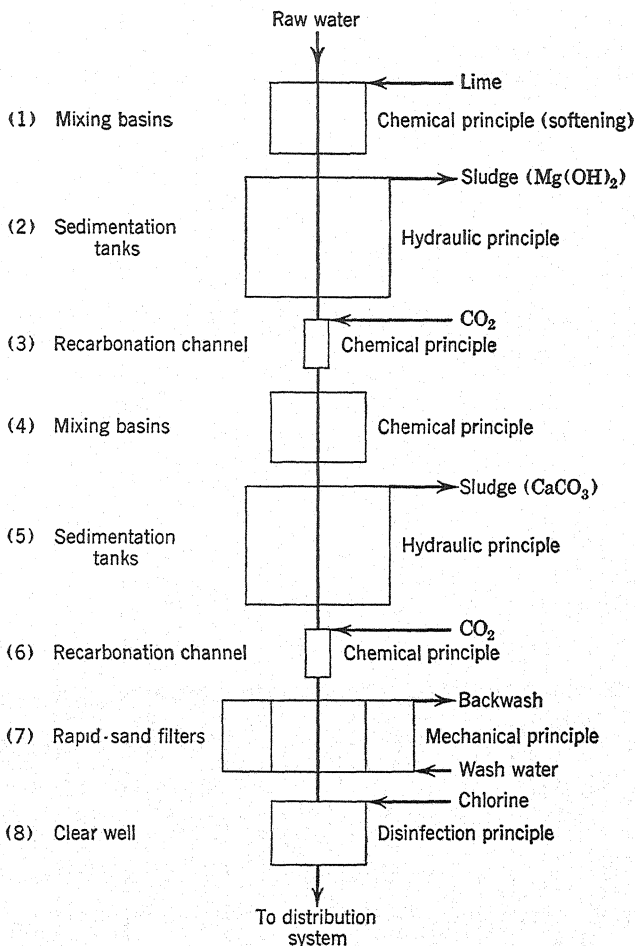 Raw water
Lime
(1) Mixing basins
Chemical principle (softening)
Sludge (Mg(OH)₂)
(2) Sedimentation
tanks
Hydraulic principle
CO₂
(3) Recarbonation channel
Chemical principle
(4) Mixing basins
Chemical principle
Sludge (CaCO₃)
(5) Sedimentation
tanks
Hydraulic principle
CO₂
(6) Recarbonation channel
Chemical principle
Backwash
(7) Rapid-sand filters
Mechanical principle
Wash water
Chlorine
(8) Clear well
Disinfection principle
To distribution
system